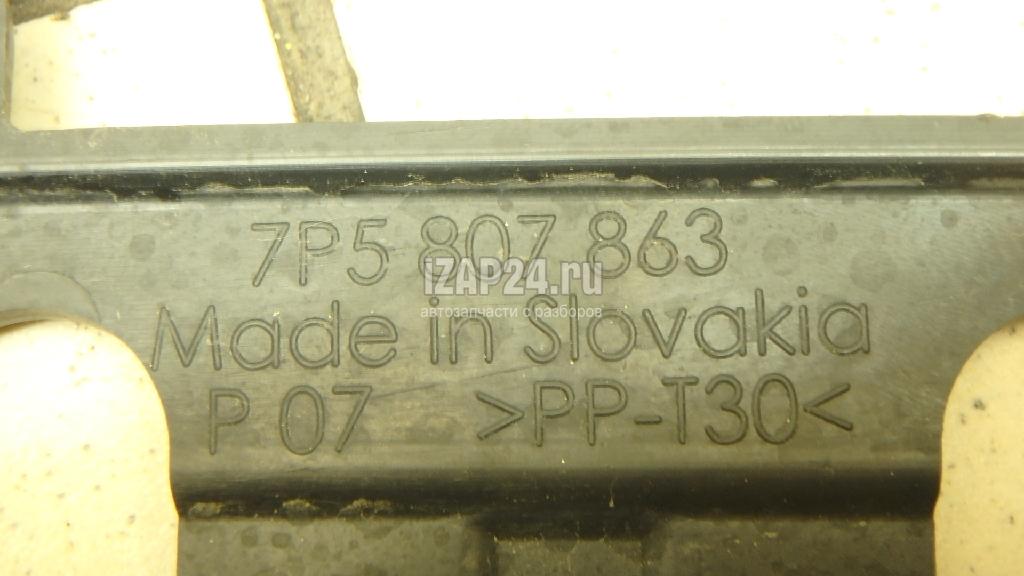 7P5 807 863
iZAP24.ru
автозапчасти с разборов
Made in Slovakia
P 07 >PP-T30<